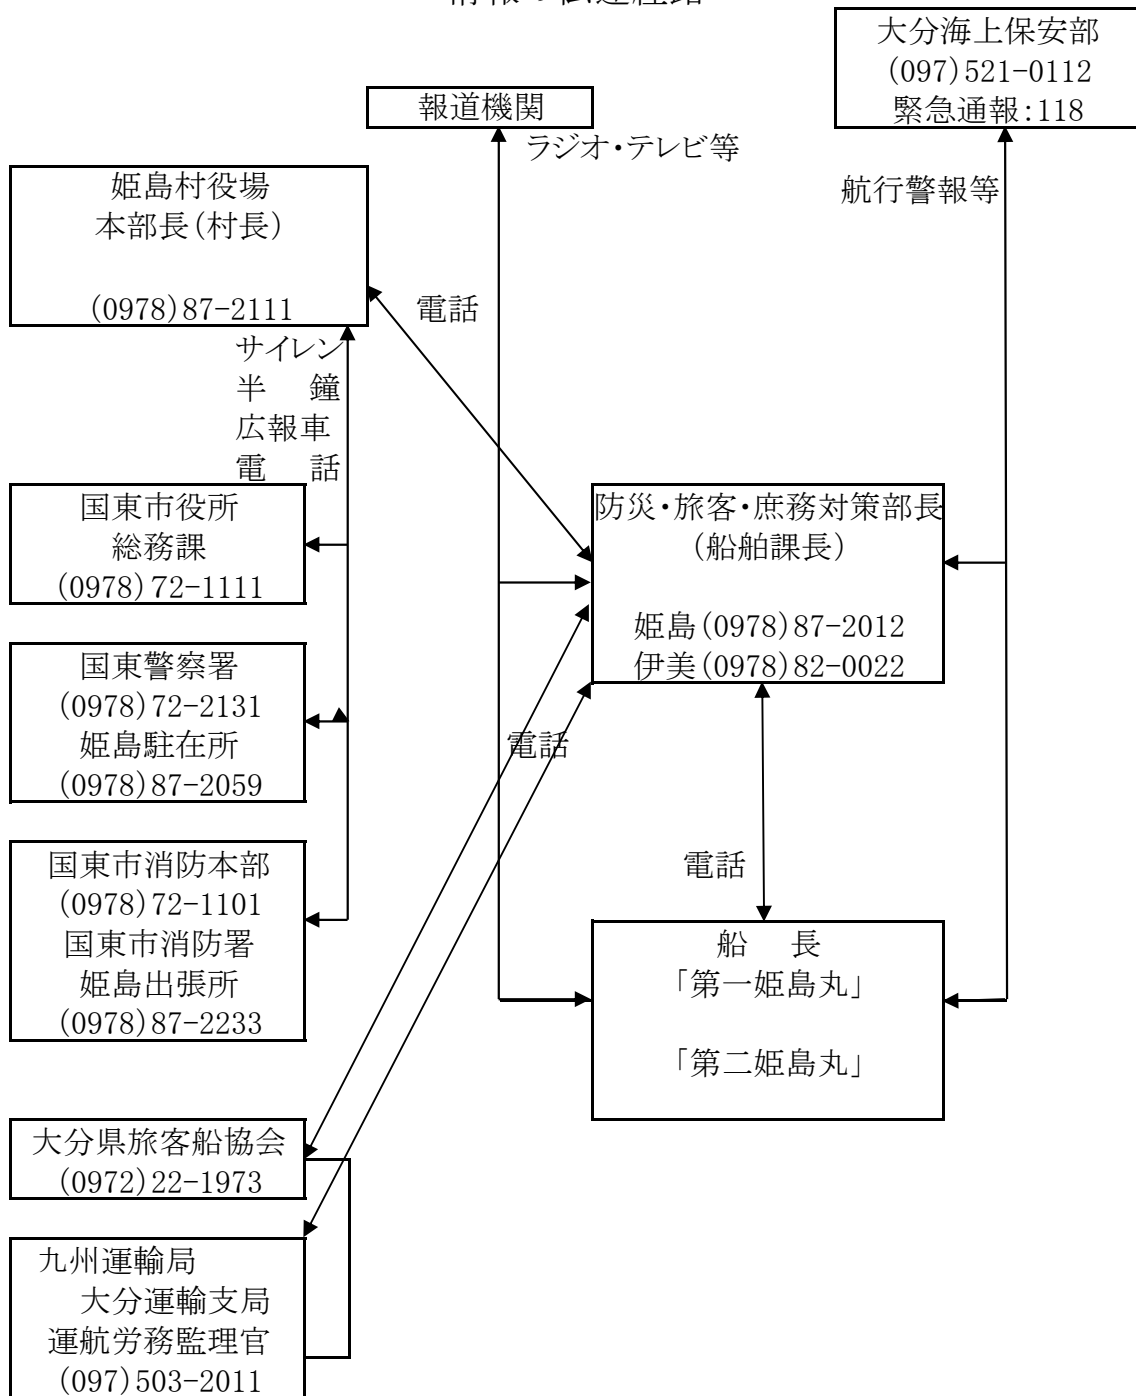 情報の伝達経路
大分海上保安部
(097)521-0112
緊急通報:118
報道機関
ラジオ・テレビ等
航行警報等
姫島村役場
本部長(村長)
(0978)87-2111
電話
サイレン
半　鐘
広報車
電　話
国東市役所
総務課
(0978)72-1111
防災・旅客・庶務対策部長
(船舶課長)
姫島(0978)87-2012
伊美(0978)82-0022
国東警察署
(0978)72-2131
姫島駐在所
(0978)87-2059
電話
国東市消防本部
(0978)72-1101
国東市消防署
姫島出張所
(0978)87-2233
電話
船　長
「第一姫島丸」
「第二姫島丸」
大分県旅客船協会
(0972)22-1973
九州運輸局
大分運輸支局
運航労務監理官
(097)503-2011